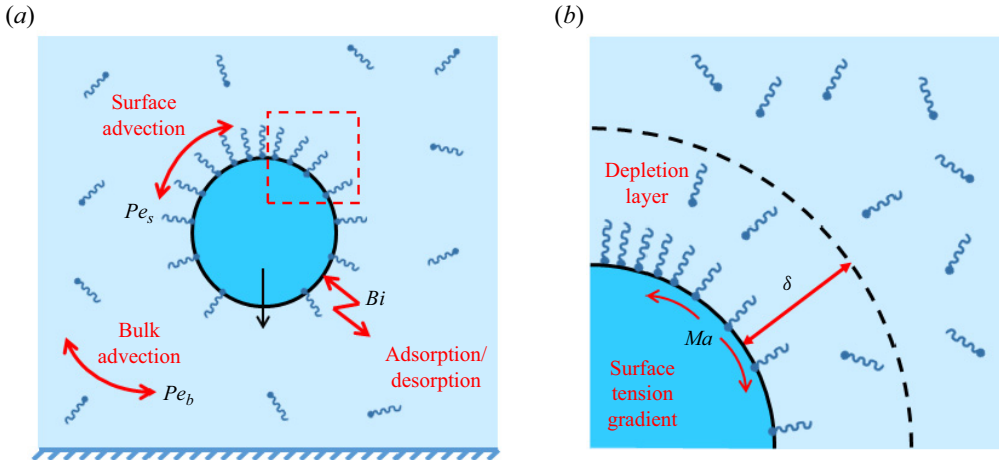 (a)
Surface
advection
Pe_s
Bi
Bulk
advection
Adsorption/
desorption
Pe_b
(b)
Depletion
layer
δ
Ma
Surface
tension
gradient